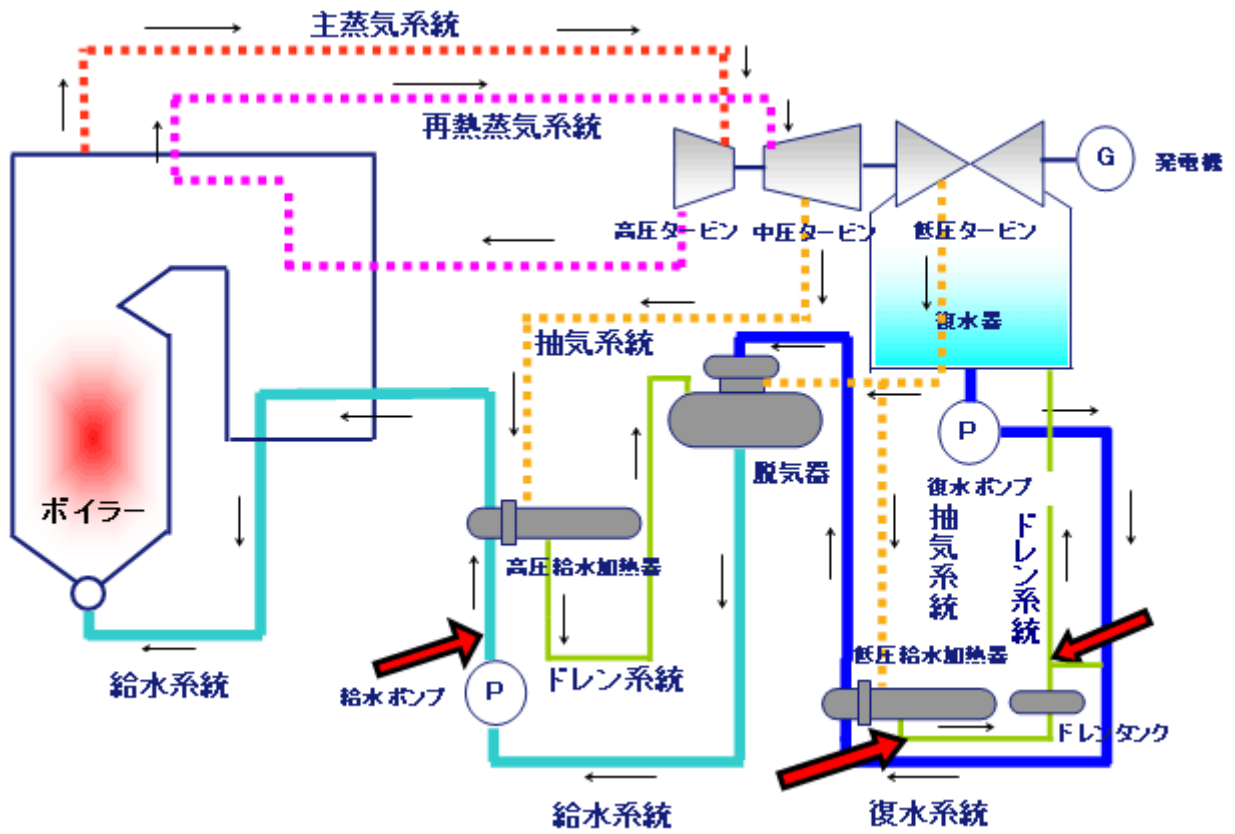 主蒸気系統
再熱蒸気系統
G
発電機
高圧タービン
中圧タービン
低圧タービン
復水器
抽気系統
P
脱気器
復水ポンプ
ボイラー
抽気系統
ドレン系統
高圧給水加熱器
低圧給水加熱器
給水系統
給水ポンプ
P
ドレン系統
ドレンタンク
給水系統
復水系統